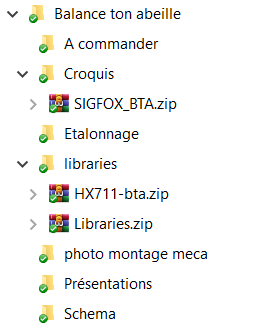 Balance ton abeille
A commander
Croquis
SIGFOX_BTA.zip
Etalonnage
libraries
HX711-bta.zip
Libraries.zip
photo montage meca
Présentations
Schema